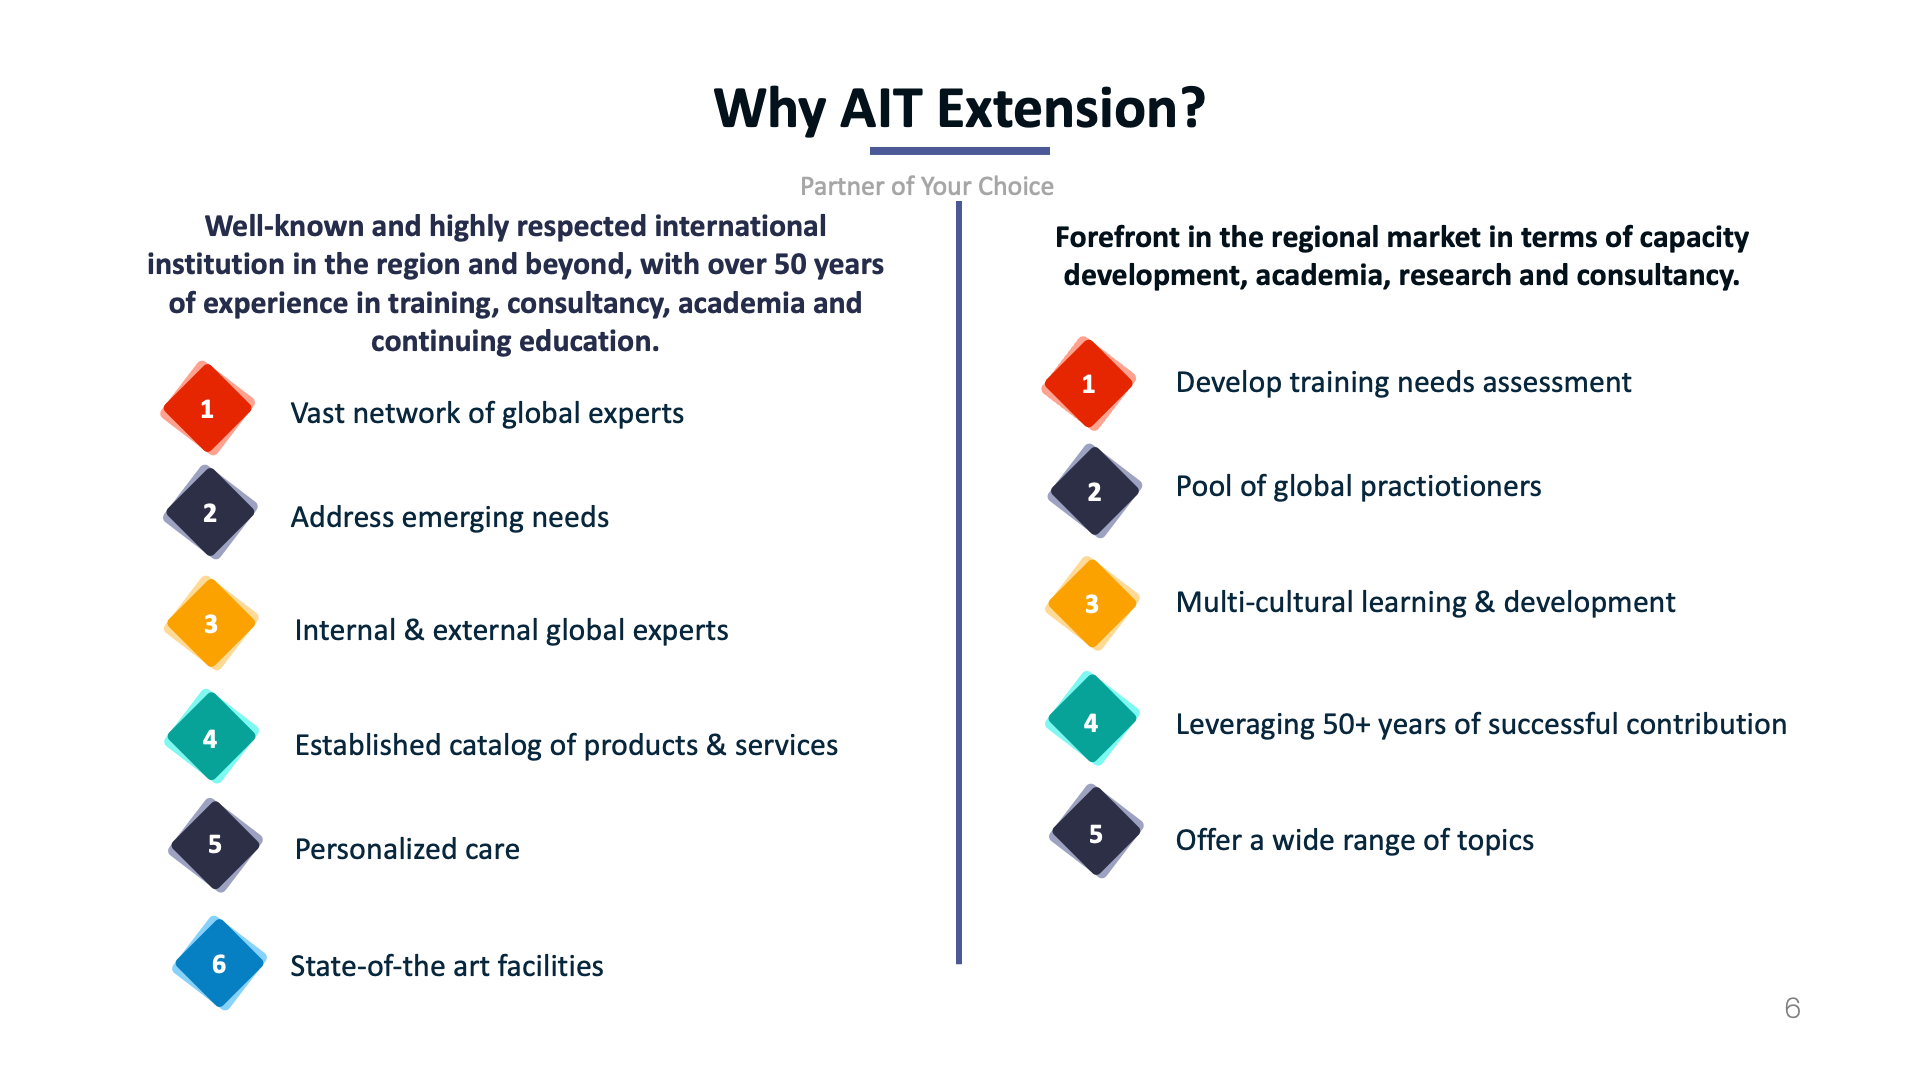 Why AIT Extension?
Partner of Your Choice
Well-known and highly respected international
institution in the region and beyond, with over 50 years
of experience in training, consultancy, academia and
continuing education.
1 Vast network of global experts
2 Address emerging needs
3 Internal & external global experts
4 Established catalog of products & services
5 Personalized care
6 State-of-the art facilities
Forefront in the regional market in terms of capacity
development, academia, research and consultancy.
1 Develop training needs assessment
2 Pool of global practiotioners
3 Multi-cultural learning & development
4 Leveraging 50+ years of successful contribution
5 Offer a wide range of topics
6